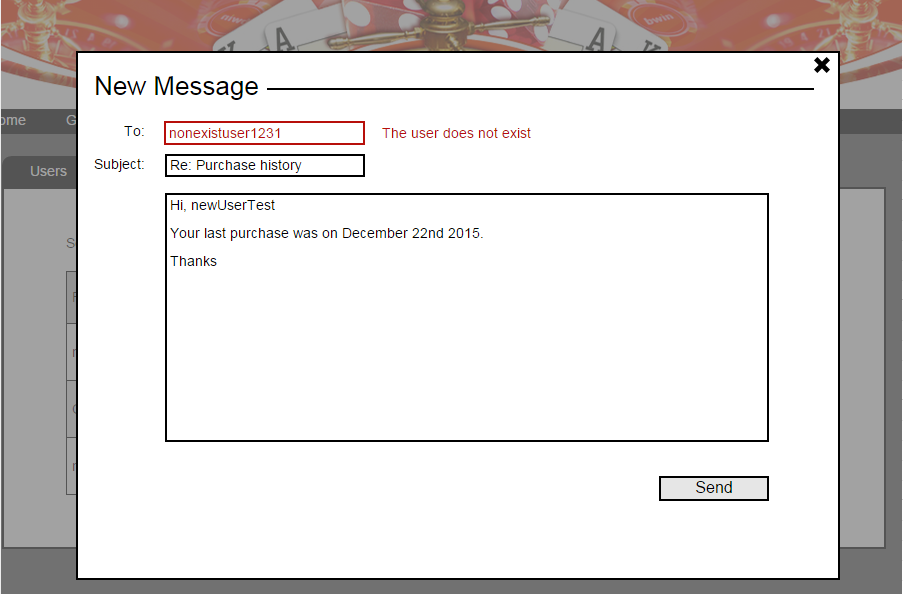 bwin
A
A
K
New Message
ome
To:
nonexistuser1231
The user does not exist
Subject:
Re: Purchase history
Users
Hi, newUserTest
Your last purchase was on December 22nd 2015.
Thanks
Send